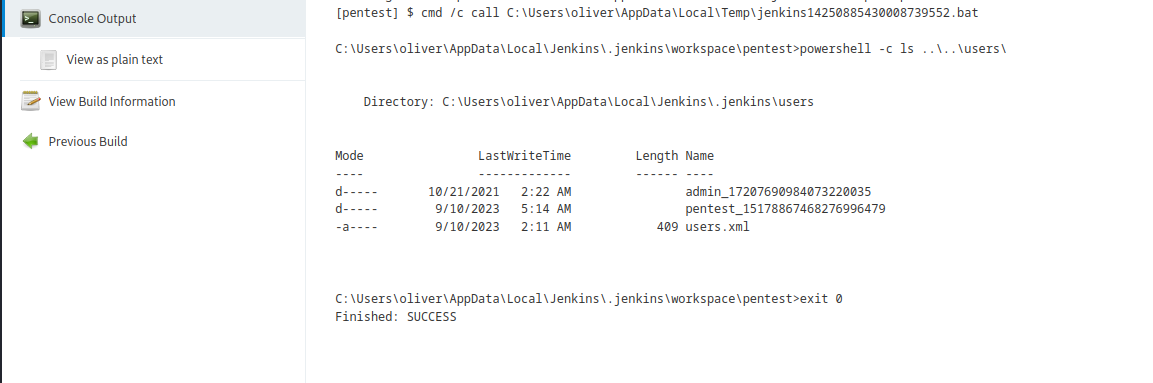 Console Output
View as plain text
View Build Information
Previous Build
[pentest] $ cmd /c call C:\Users\oliver\AppData\Local\Temp\jenkins14250885430008739552.bat
C:\Users\oliver\AppData\Local\Jenkins\.jenkins\workspace\pentest>powershell -c ls ..\..\users\
Directory: C:\Users\oliver\AppData\Local\Jenkins\.jenkins\users
Mode LastWriteTime Length Name
---- ------------- ------ ----
d----- 10/21/2021 2:22 AM admin_17207690984073220035
d----- 9/10/2023 5:14 AM pentest_15178867468276996479
-a---- 9/10/2023 2:11 AM 409 users.xml
C:\Users\oliver\AppData\Local\Jenkins\.jenkins\workspace\pentest>exit 0
Finished: SUCCESS